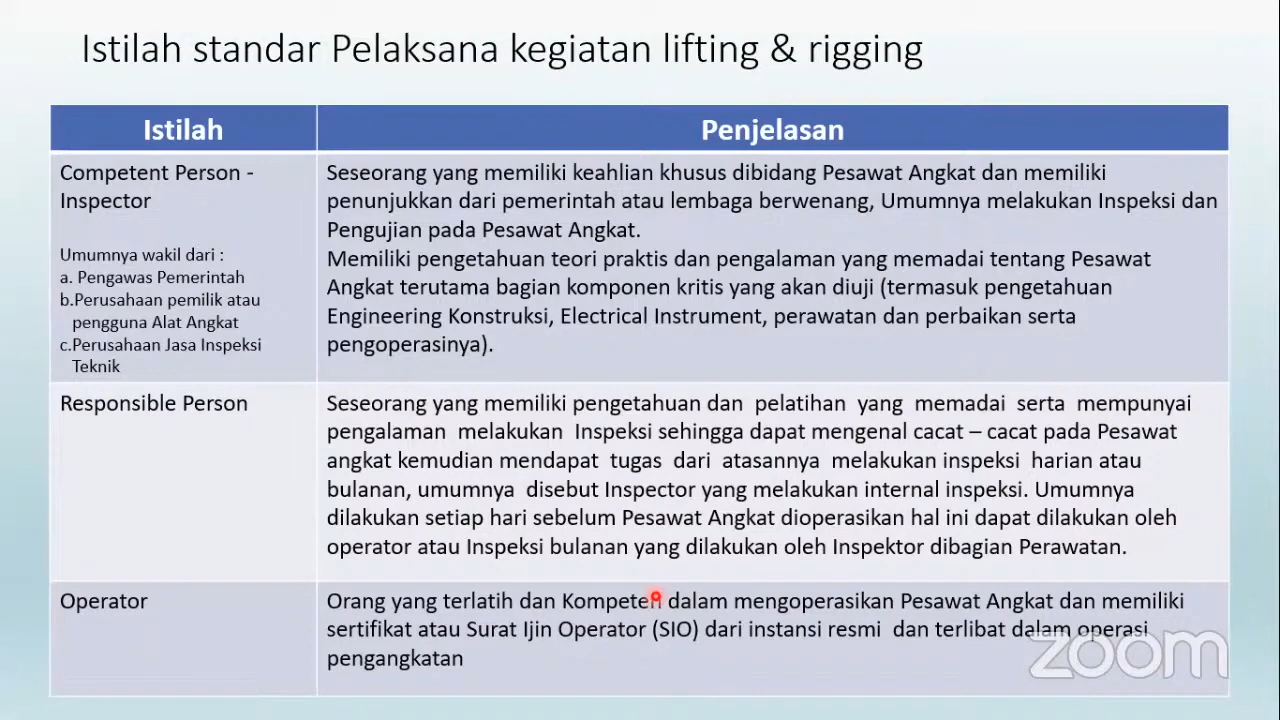 Istilah standar Pelaksana kegiatan lifting & rigging
Istilah
Penjelasan
Competent Person -
Inspector
Umumnya wakil dari :
a. Pengawas Pemerintah
b.Perusahaan pemilik atau
pengguna Alat Angkat
c.Perusahaan Jasa Inspeksi
Teknik
Seseorang yang memiliki keahlian khusus dibidang Pesawat Angkat dan memiliki
penunjukkan dari pemerintah atau lembaga berwenang, Umumnya melakukan Inspeksi dan
Pengujian pada Pesawat Angkat.
Memiliki pengetahuan teori praktis dan pengalaman yang memadai tentang Pesawat
Angkat terutama bagian komponen kritis yang akan diuji (termasuk pengetahuan
Engineering Konstruksi, Electrical Instrument, perawatan dan perbaikan serta
pengoperasinya).
Responsible Person
Seseorang yang memiliki pengetahuan dan pelatihan yang memadai serta mempunyai
pengalaman melakukan Inspeksi sehingga dapat mengenal cacat – cacat pada Pesawat
angkat kemudian mendapat tugas dari atasannya melakukan inspeksi harian atau
bulanan, umumnya disebut Inspector yang melakukan internal inspeksi. Umumnya
dilakukan setiap hari sebelum Pesawat Angkat dioperasikan hal ini dapat dilakukan oleh
operator atau Inspeksi bulanan yang dilakukan oleh Inspektor dibagian Perawatan.
Operator
Orang yang terlatih dan Kompeten dalam mengoperasikan Pesawat Angkat dan memiliki
sertifikat atau Surat Ijin Operator (SIO) dari instansi resmi dan terlibat dalam operasi
pengangkatan
zoom